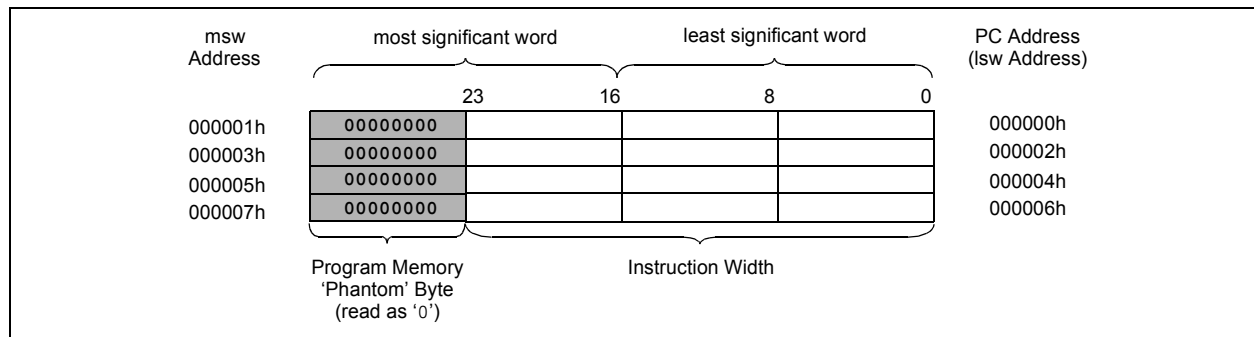 msw Address
most significant word
least significant word
PC Address
(lsw Address)
23 16 8 0
000001h 00000000 000000h
000003h 00000000 000002h
000005h 00000000 000004h
000007h 00000000 000006h
Program Memory
‘Phantom’ Byte
(read as ‘0’)
Instruction Width